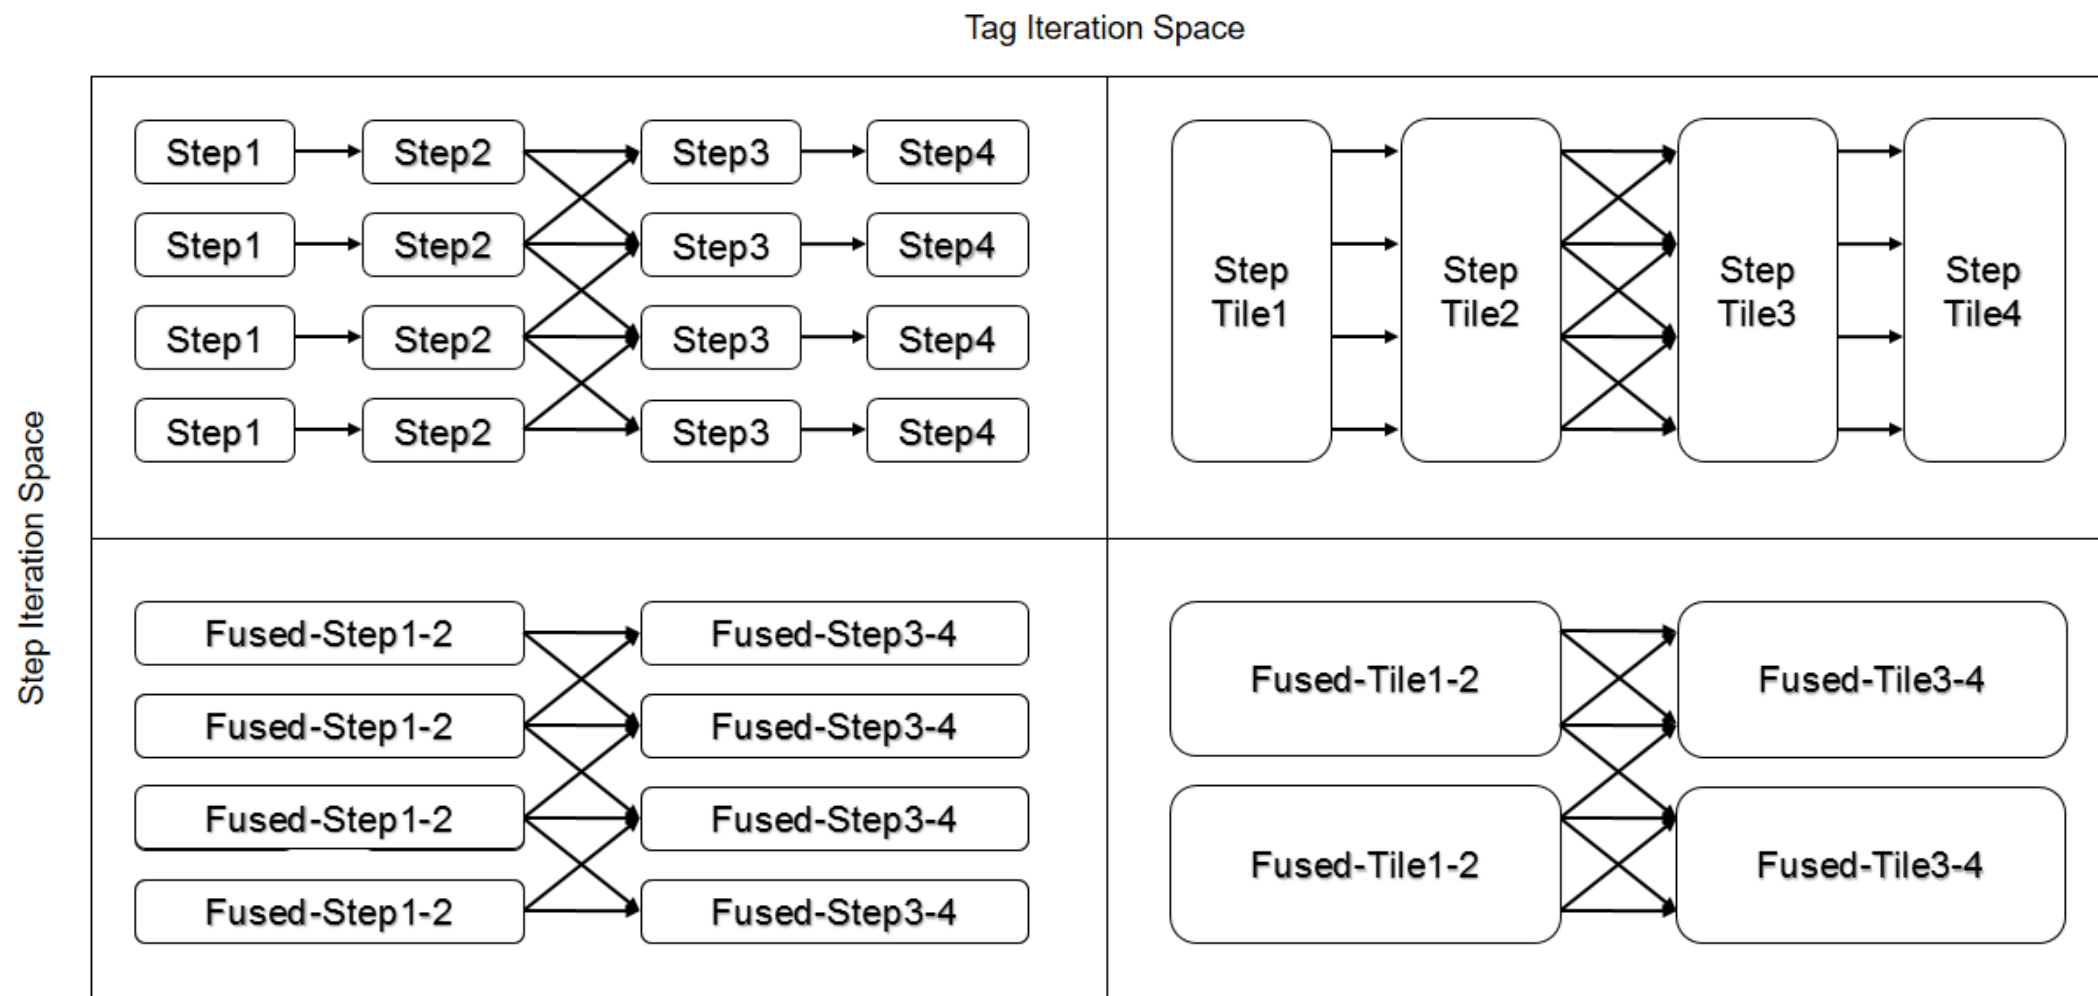 Tag Iteration Space
Step Iteration Space
Step1 Step2 Step3 Step4
Step1 Step2 Step3 Step4
Step1 Step2 Step3 Step4
Step1 Step2 Step3 Step4
Step Step Step Step
Tile1 Tile2 Tile3 Tile4
Fused-Step1-2 Fused-Step3-4
Fused-Step1-2 Fused-Step3-4
Fused-Step1-2 Fused-Step3-4
Fused-Step1-2 Fused-Step3-4
Fused-Tile1-2 Fused-Tile3-4
Fused-Tile1-2 Fused-Tile3-4